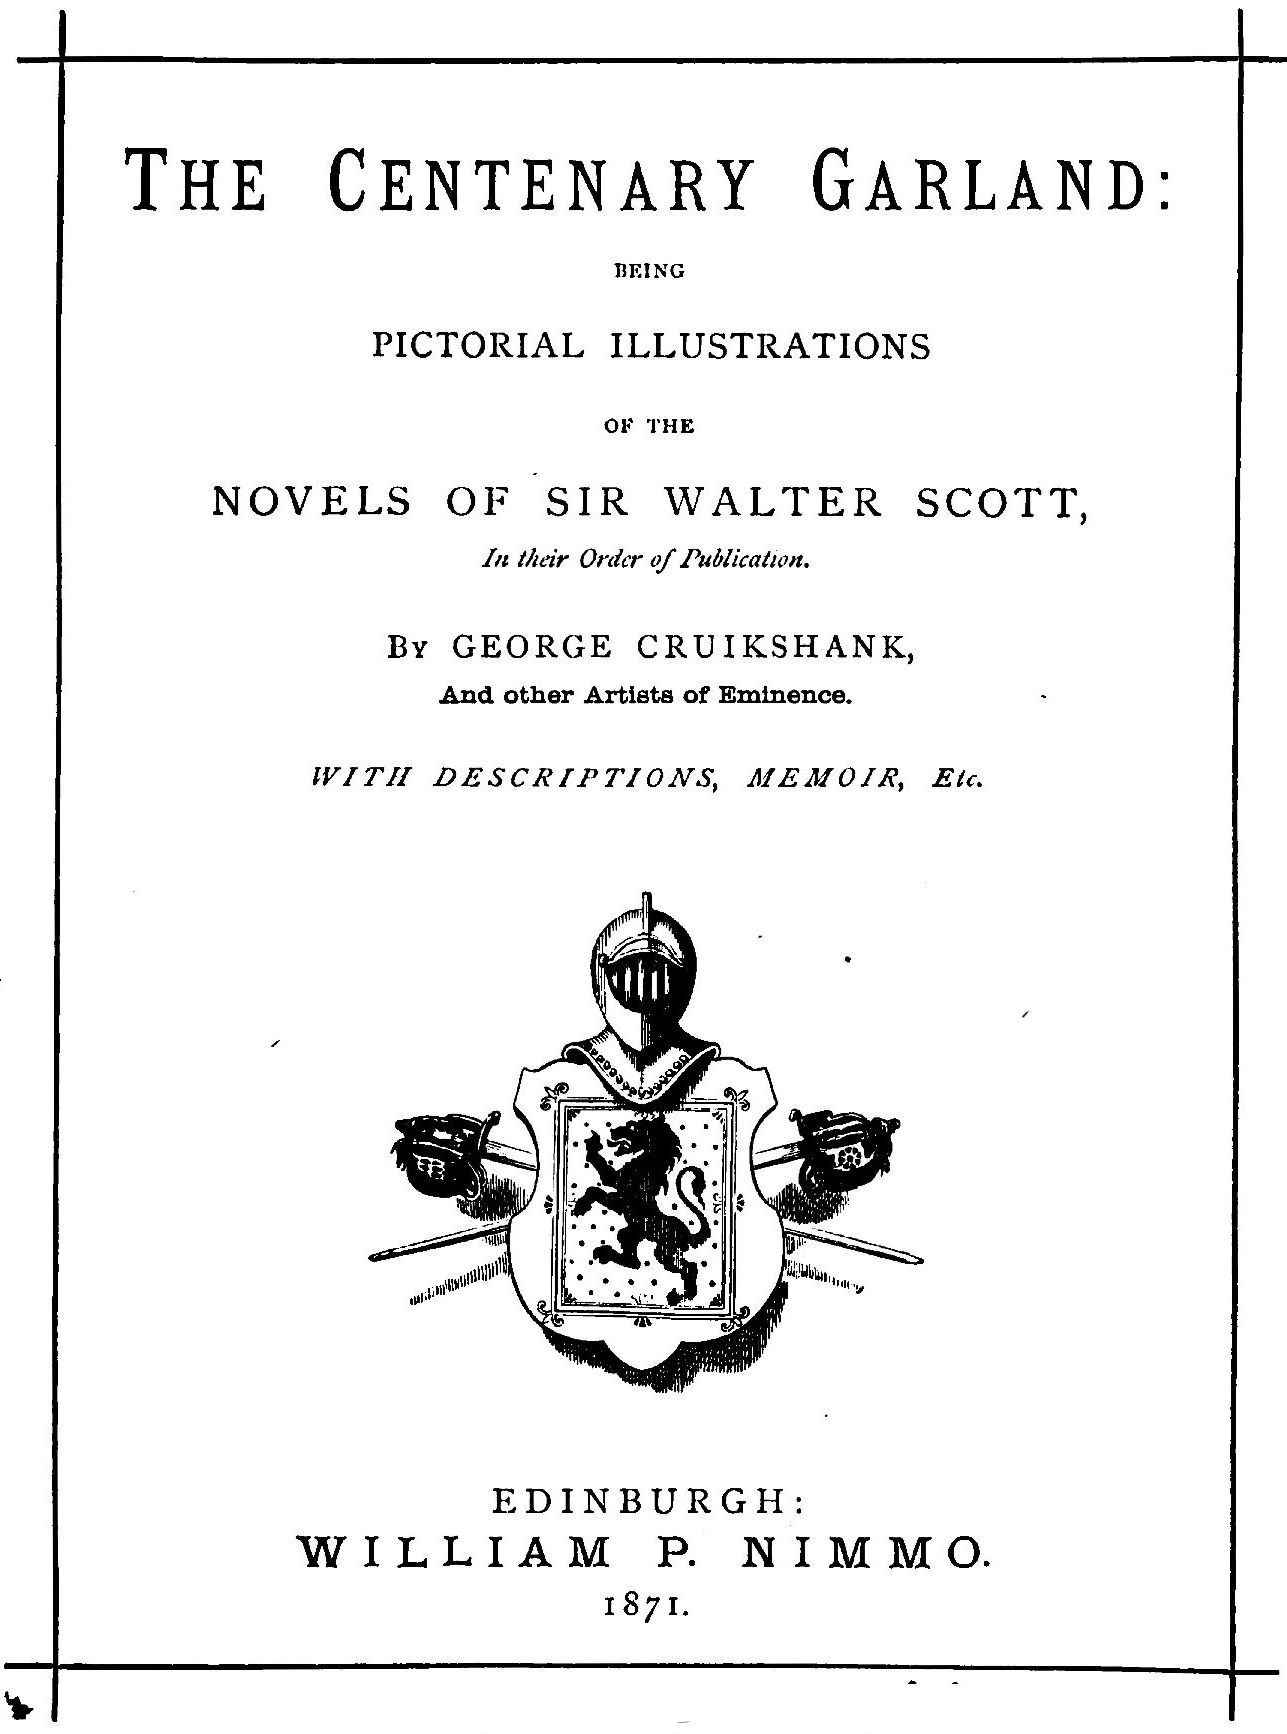 THE CENTENARY GARLAND:
BEING
PICTORIAL ILLUSTRATIONS
OF THE
NOVELS OF SIR WALTER SCOTT,
In their Order of Publication.
BY GEORGE CRUIKSHANK,
And other Artists of Eminence.
WITH DESCRIPTIONS, MEMOIR, Etc.
EDINBURGH:
WILLIAM P. NIMMO.
1871.